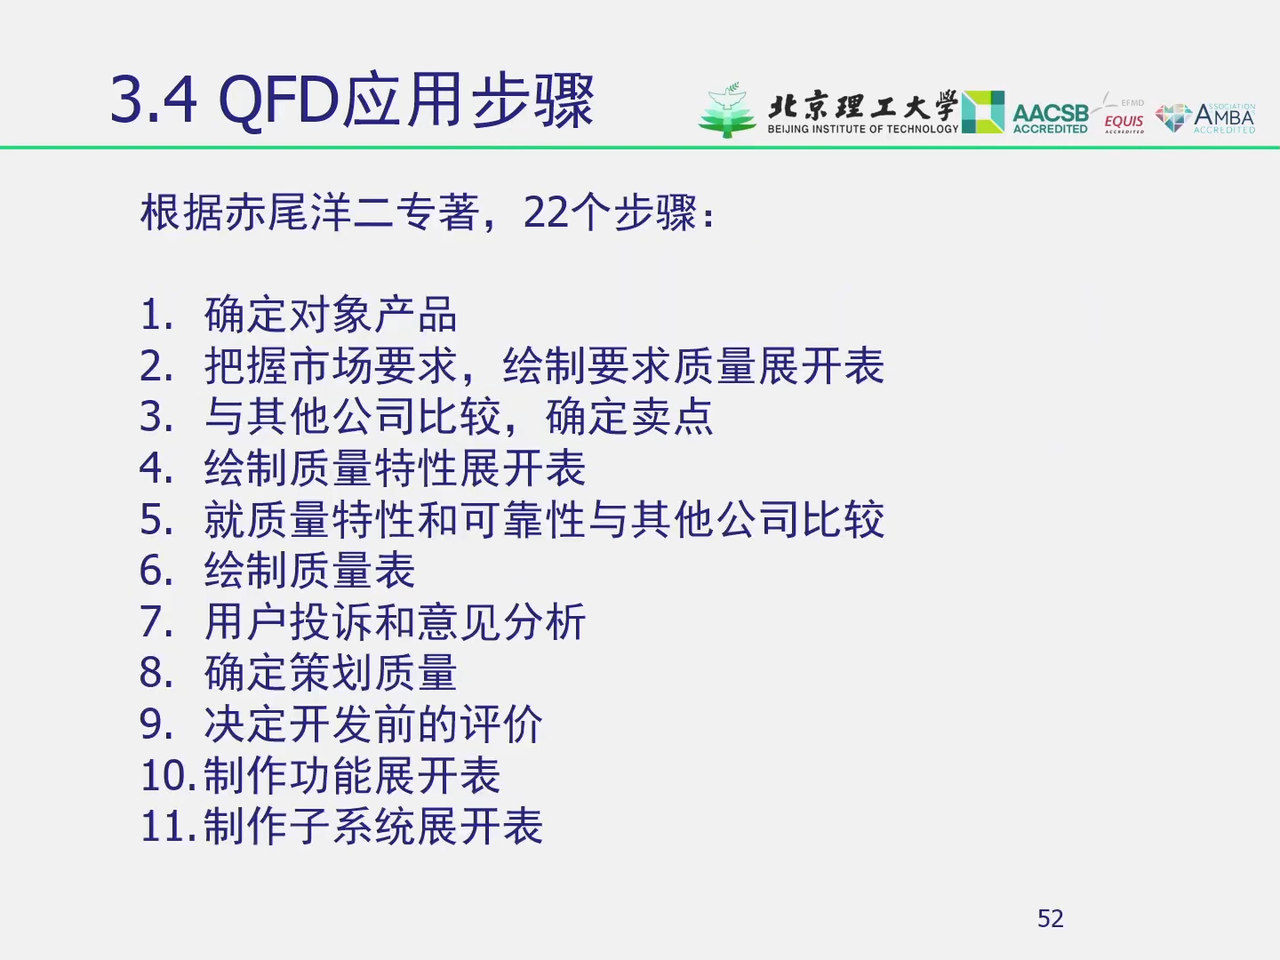 3.4 QFD应用步骤
北京理工大学
BEIJING INSTITUTE OF TECHNOLOGY
AACSB
ACCREDITED
EFMD
EQUIS
ACCREDITED
ASSOCIATION
AMBA
ACCREDITED
根据赤尾洋二专著，22个步骤：
1. 确定对象产品
2. 把握市场要求，绘制要求质量展开表
3. 与其他公司比较，确定卖点
4. 绘制质量特性展开表
5. 就质量特性和可靠性与其他公司比较
6. 绘制质量表
7. 用户投诉和意见分析
8. 确定策划质量
9. 决定开发前的评价
10. 制作功能展开表
11. 制作子系统展开表
52